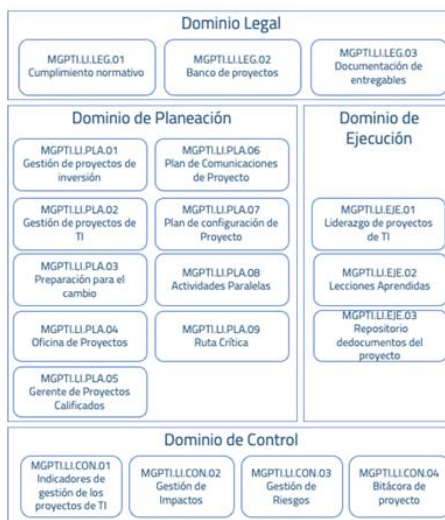 Dominio Legal
MGPTI.LI.LEG.01
Cumplimiento normativo
MGPTI.LI.LEG.02
Banco de proyectos
MGPTI.LI.LEG.03
Documentación de
entregables
Dominio de Planeación
MGPTI.LI.PLA.01
Gestión de proyectos de
inversión
MGPTI.LI.PLA.06
Plan de Comunicaciones
de Proyecto
MGPTI.LI.PLA.02
Gestión de proyectos de
TI
MGPTI.LI.PLA.07
Plan de configuración de
Proyecto
MGPTI.LI.PLA.03
Preparación para el
cambio
MGPTI.LI.PLA.08
Actividades Paralelas
MGPTI.LI.PLA.04
Oficina de Proyectos
MGPTI.LI.PLA.09
Ruta Crítica
MGPTI.LI.PLA.05
Gerente de Proyectos
Calificados
Dominio de
Ejecución
MGPTI.LI.EJE.01
Liderazgo de proyectos
de TI
MGPTI.LI.EJE.02
Lecciones Aprendidas
MGPTI.LI.EJE.03
Repositorio
dedocumentos del
proyecto
Dominio de Control
MGPTI.LI.CON.01
Indicadores de
gestión de los
proyectos de TI
MGPTI.LI.CON.02
Gestión de
Impactos
MGPTI.LI.CON.03
Gestión de
Riesgos
MGPTI.LI.CON.04
Bitácora de
proyecto